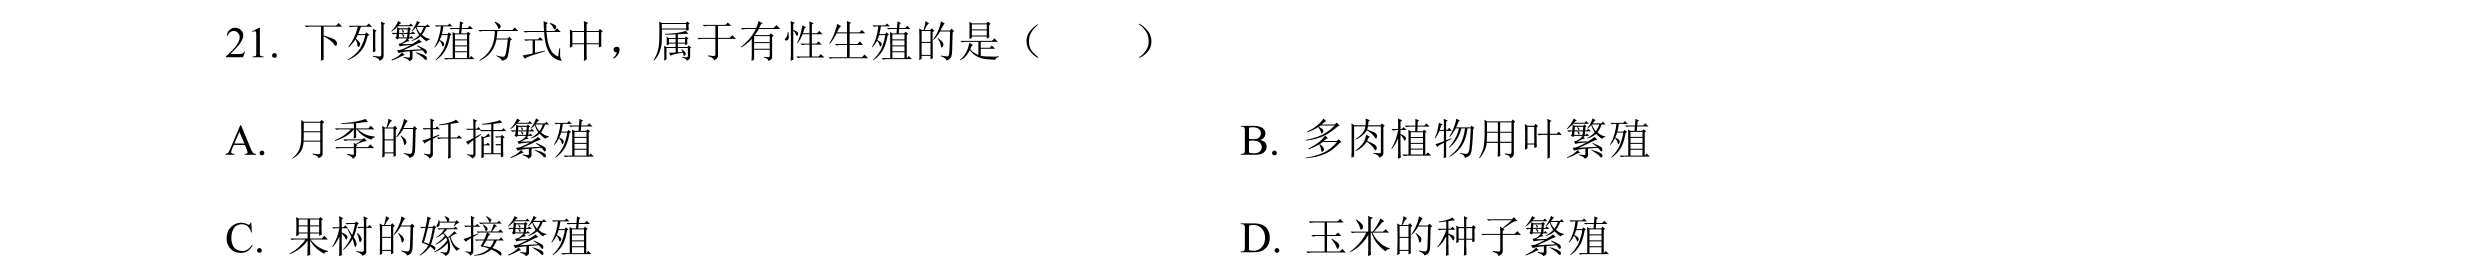 21. 下列繁殖方式中，属于有性生殖的是（　　）
A. 月季的扦插繁殖　　B. 多肉植物用叶繁殖
C. 果树的嫁接繁殖　　D. 玉米的种子繁殖